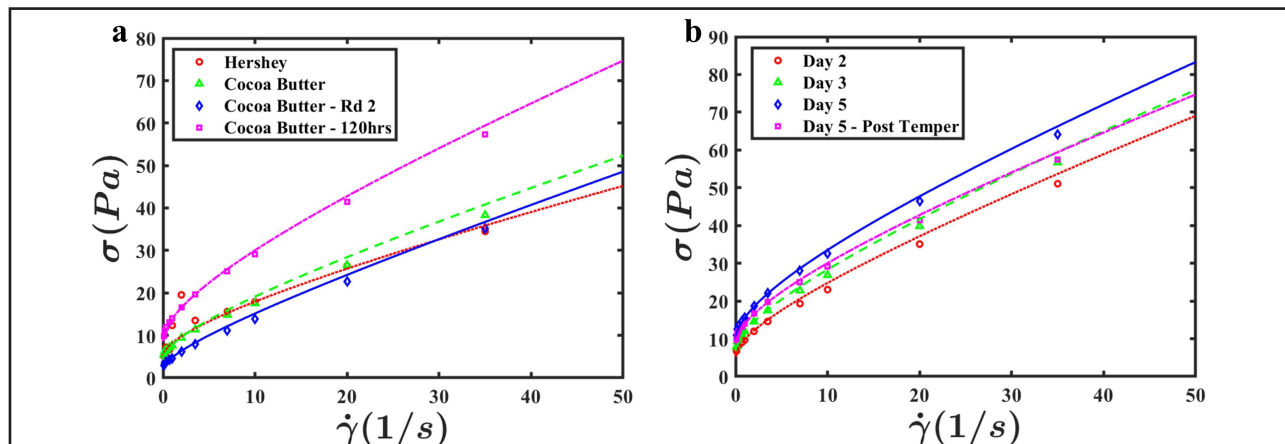 a
80
70
60
50
40
30
20
10
0
σ(Pa)
Hershey
Cocoa Butter
Cocoa Butter - Rd 2
Cocoa Butter - 120hrs
0 10 20 30 40 50
γ̇(1/s)
b
90
80
70
60
50
40
30
20
10
0
σ(Pa)
Day 2
Day 3
Day 5
Day 5 - Post Temper
0 10 20 30 40 50
γ̇(1/s)